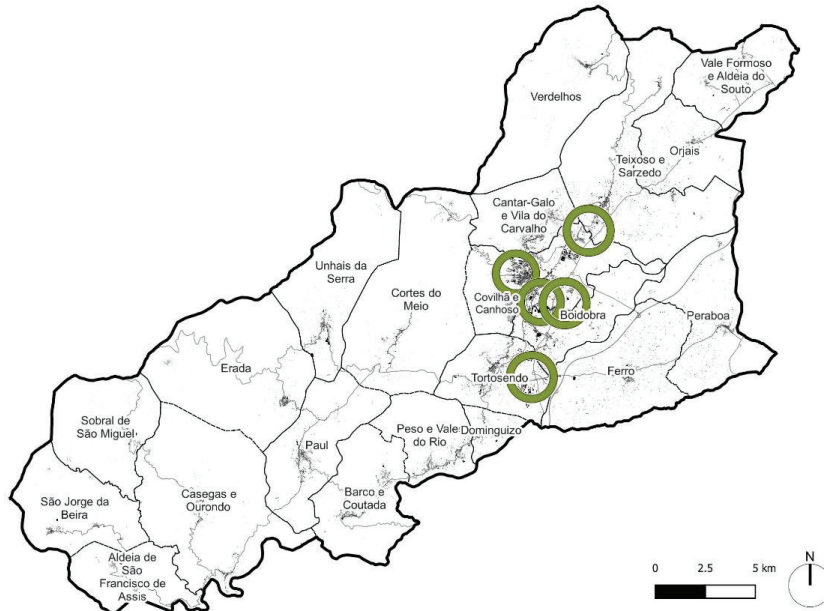 Vale Formoso
e Aldeia do
Souto
Verdelhos
Orjais
Teixoso e
Sarzedo
Cantar-Galo
e Vila do
Carvalho
Unhais da
Serra
Cortes do
Meio
Covilhã e
Canhoso
Boidobra
Peraboa
Erada
Tortosendo
Ferro
Sobral de
São Miguel
Paul
Peso e Vale
do Rio
Dominguizo
São Jorge da
Beira
Casegas e
Ourondo
Barco e
Coutada
Aldeia de
São
Francisco de
Assis
0 2.5 5 km
N